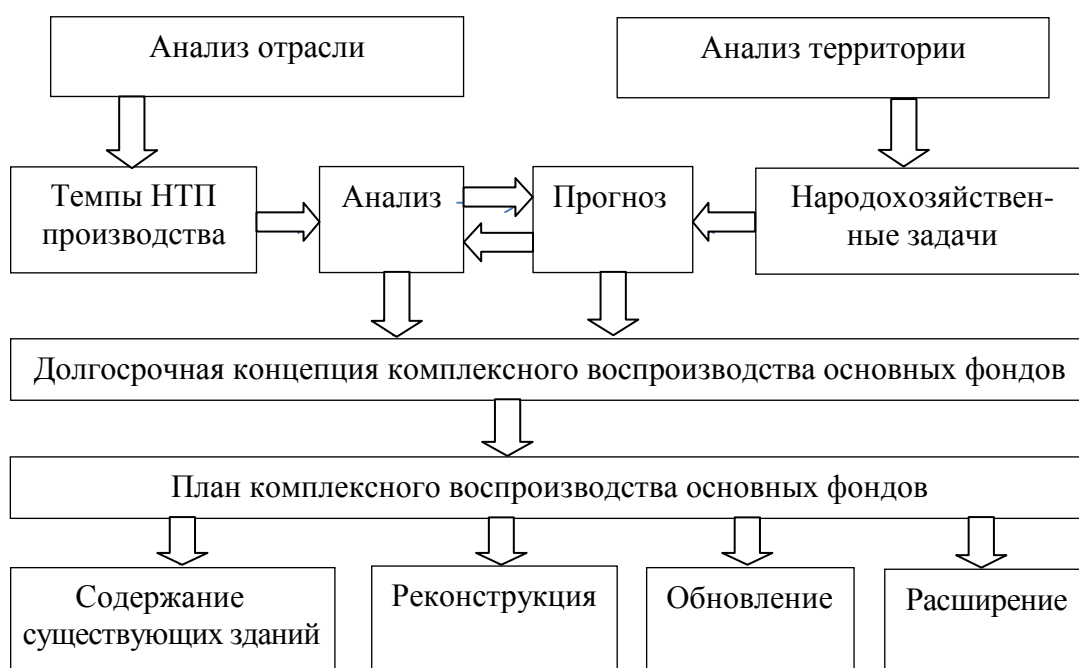 Анализ отрасли
Анализ территории
Темпы НТП
производства
Анализ
Прогноз
Народохозяйствен-
ные задачи
Долгосрочная концепция комплексного воспроизводства основных фондов
План комплексного воспроизводства основных фондов
Содержание
существующих зданий
Реконструкция
Обновление
Расширение